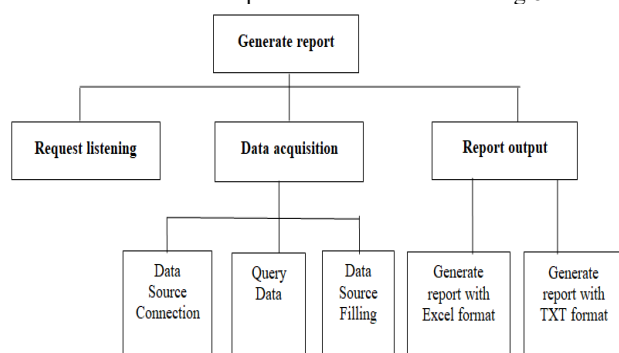 Generate report
Request listening
Data acquisition
Report output
Data
Source
Connection
Query
Data
Data
Source
Filling
Generate
report with
Excel format
Generate
report with
TXT format